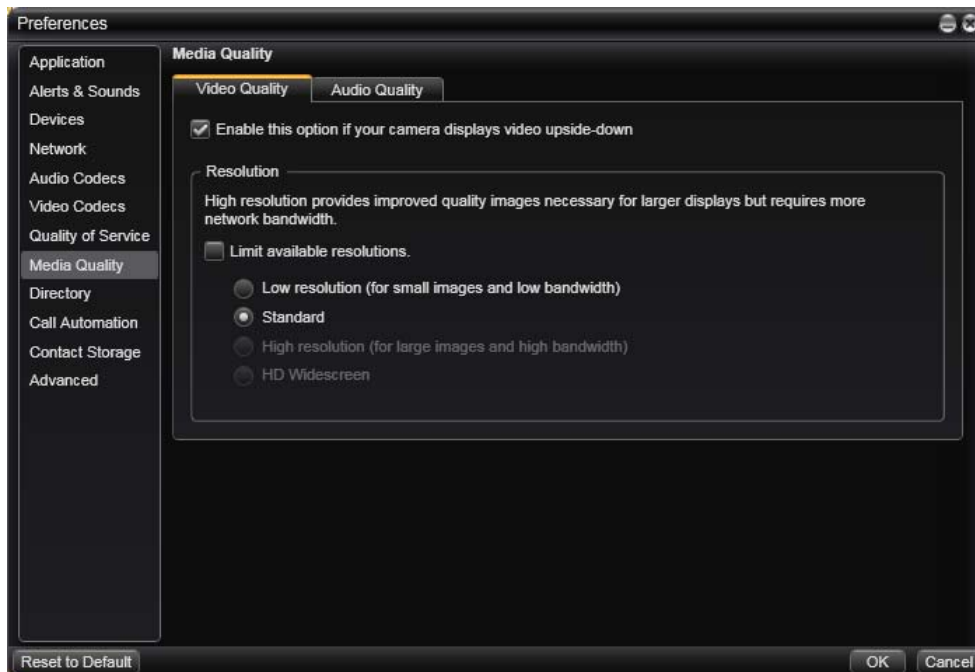 Preferences
Application
Alerts & Sounds
Devices
Network
Audio Codecs
Video Codecs
Quality of Service
Media Quality
Directory
Call Automation
Contact Storage
Advanced
Media Quality
Video Quality
Audio Quality
Enable this option if your camera displays video upside-down
Resolution
High resolution provides improved quality images necessary for larger displays but requires more
network bandwidth.
Limit available resolutions.
Low resolution (for small images and low bandwidth)
Standard
High resolution (for large images and high bandwidth)
HD Widescreen
Reset to Default
OK
Cancel